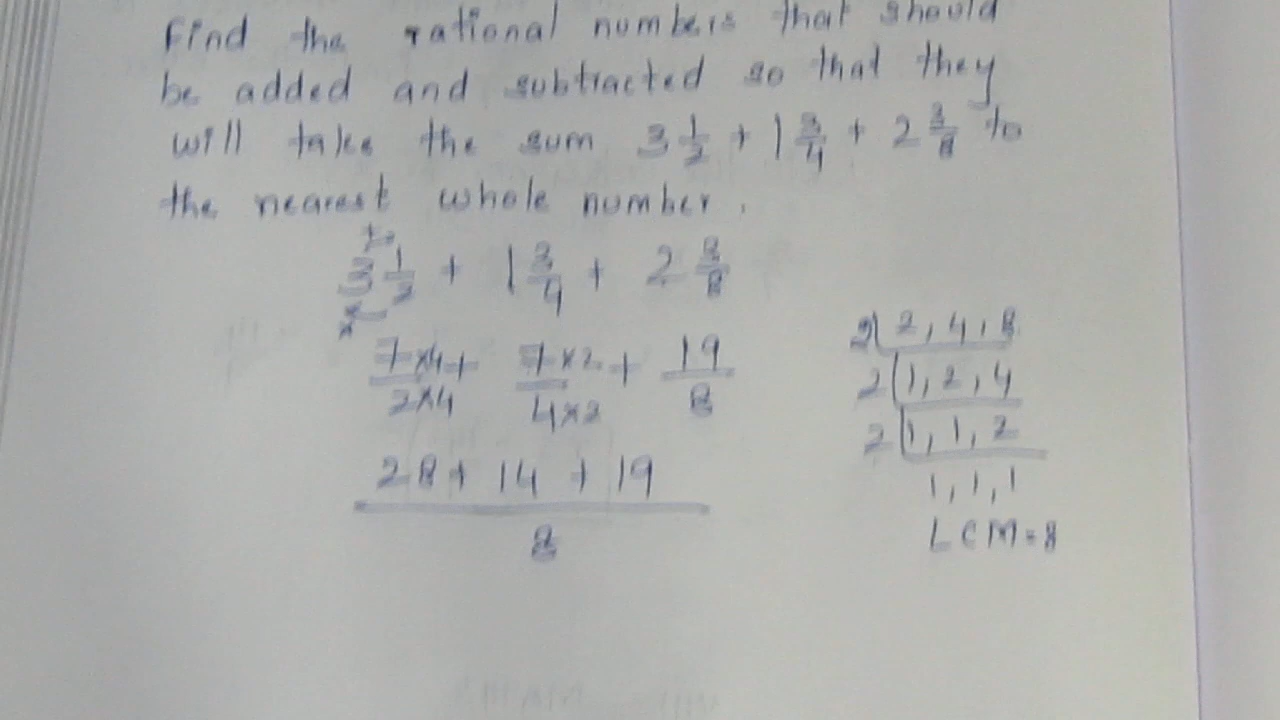 Find the rational numbers that should
be added and subtracted so that they
will take the sum 3 1/2 + 1 3/4 + 2 3/8 to
the nearest whole number.
3 1/2 + 1 3/4 + 2 3/8
7×4/2×4 + 7×2/4×2 + 19/8
28 + 14 + 19
8
2) 2, 4, 8
2 | 1, 2, 4
2 | 1, 1, 2
1, 1, 1
LCM = 8